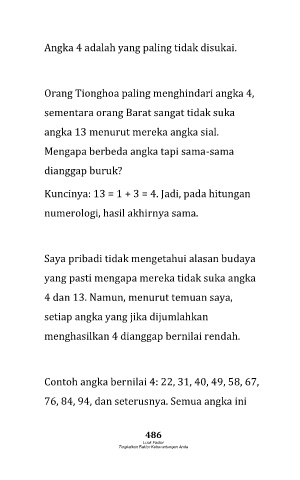 Angka 4 adalah yang paling tidak disukai.
Orang Tionghoa paling menghindari angka 4,
sementara orang Barat sangat tidak suka
angka 13 menurut mereka angka sial.
Mengapa berbeda angka tapi sama-sama
dianggap buruk?
Kuncinya: 13 = 1 + 3 = 4. Jadi, pada hitungan
numerologi, hasil akhirnya sama.
Saya pribadi tidak mengetahui alasan budaya
yang pasti mengapa mereka tidak suka angka
4 dan 13. Namun, menurut temuan saya,
setiap angka yang jika dijumlahkan
menghasilkan 4 dianggap bernilai rendah.
Contoh angka bernilai 4: 22, 31, 40, 49, 58, 67,
76, 84, 94, dan seterusnya. Semua angka ini
486
Luck Factor
Tingkatkan Faktor Keberuntungan Anda